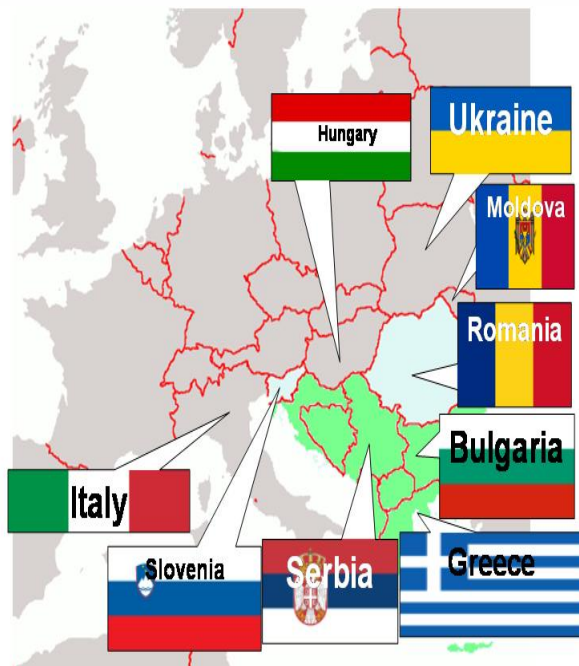 Hungary
Ukraine
Moldova
Romania
Bulgaria
Italy
Slovenia
Serbia
Greece